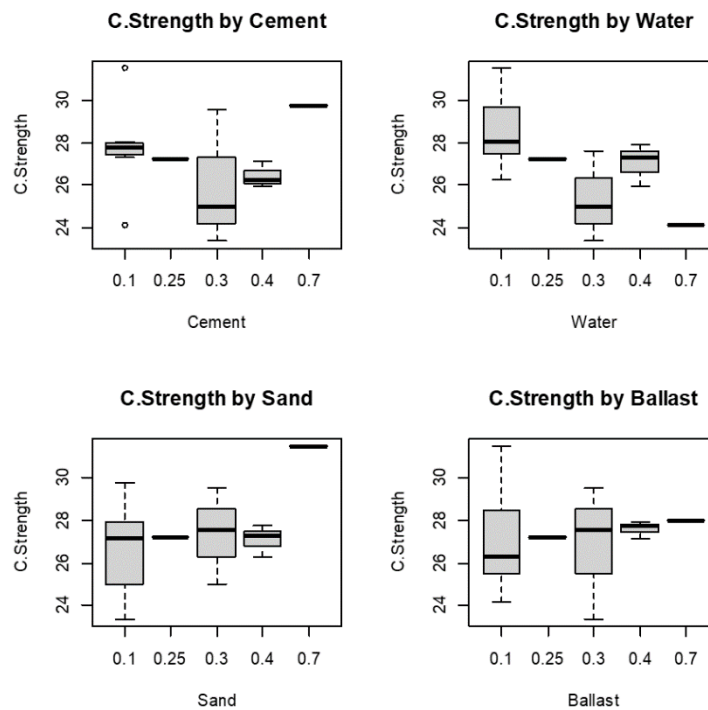 C.Strength by Cement
C.Strength
24 26 28 30
0.1 0.25 0.3 0.4 0.7
Cement
C.Strength by Water
C.Strength
24 26 28 30
0.1 0.25 0.3 0.4 0.7
Water
C.Strength by Sand
C.Strength
24 26 28 30
0.1 0.25 0.3 0.4 0.7
Sand
C.Strength by Ballast
C.Strength
24 26 28 30
0.1 0.25 0.3 0.4 0.7
Ballast